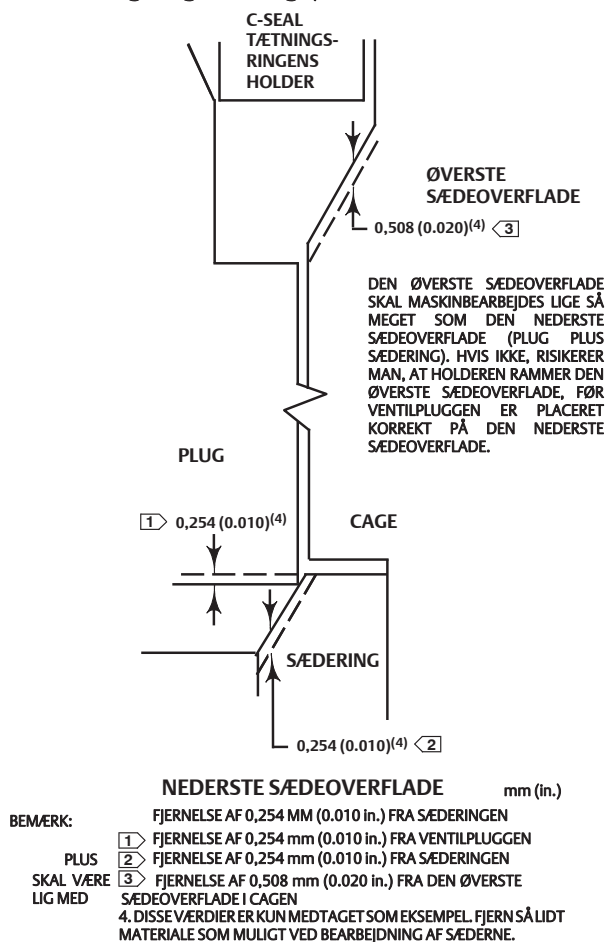 C-SEAL
TÆTNINGS-
RINGENS
HOLDER
ØVERSTE
SÆDEOVERFLADE
0,508 (0.020)(4) 3
DEN ØVERSTE SÆDEOVERFLADE
SKAL MASKINBEARBEJDES LIGE SÅ
MEGET SOM DEN NEDERSTE
SÆDEOVERFLADE (PLUG PLUS
SÆDERING). HVIS IKKE, RISIKERER
MAN, AT HOLDEREN RAMMER DEN
ØVERSTE SÆDEOVERFLADE, FØR
VENTILPLUGGEN ER PLACERET
KORREKT PÅ DEN NEDERSTE
SÆDEOVERFLADE.
PLUG
1 0,254 (0.010)(4)
CAGE
SÆDERING
0,254 (0.010)(4) 2
NEDERSTE SÆDEOVERFLADE mm (in.)
BEMÆRK: FJERNELSE AF 0,254 MM (0.010 in.) FRA SÆDERINGEN
1 FJERNELSE AF 0,254 mm (0.010 in.) FRA VENTILPLUGGEN
PLUS 2 FJERNELSE AF 0,254 mm (0.010 in.) FRA SÆDERINGEN
SKAL VÆRE 3 FJERNELSE AF 0,508 mm (0.020 in.) FRA DEN ØVERSTE
LIG MED SÆDEOVERFLADE I CAGEN
4. DISSE VÆRDIER ER KUN MEDTAGET SOM EKSEMPEL. FJERN SÅ LIDT
MATERIALE SOM MULIGT VED BEARBEJDNING AF SÆDERNE.